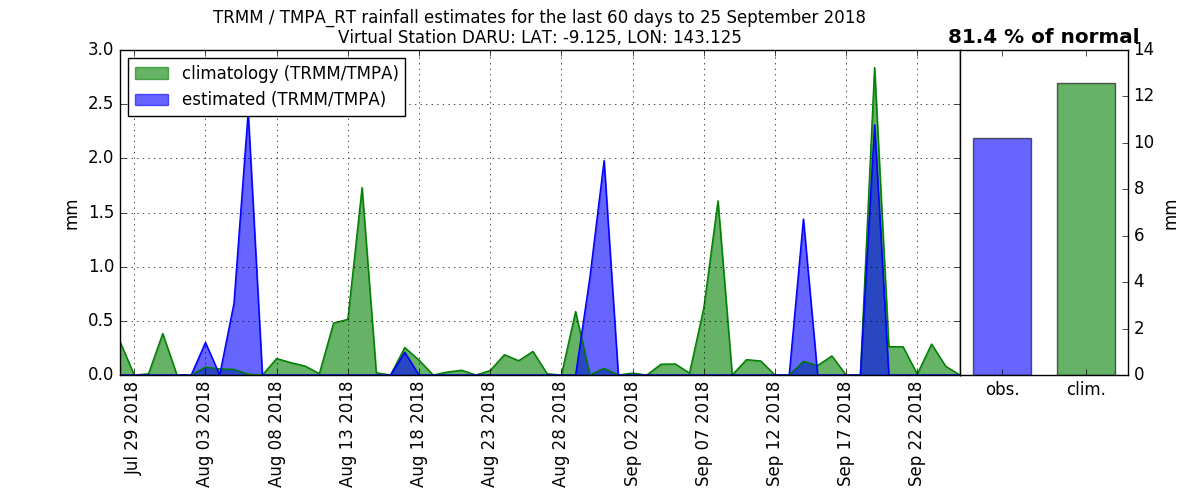 TRMM / TMPA_RT rainfall estimates for the last 60 days to 25 September 2018
Virtual Station DARU: LAT: -9.125, LON: 143.125
81.4 % of normal
climatology (TRMM/TMPA)
estimated (TRMM/TMPA)
3.0
2.5
2.0
1.5
1.0
0.5
0.0
mm
Jul 29 2018
Aug 03 2018
Aug 08 2018
Aug 13 2018
Aug 18 2018
Aug 23 2018
Aug 28 2018
Sep 02 2018
Sep 07 2018
Sep 12 2018
Sep 17 2018
Sep 22 2018
14
12
10
8
6
4
2
0
mm
obs.
clim.